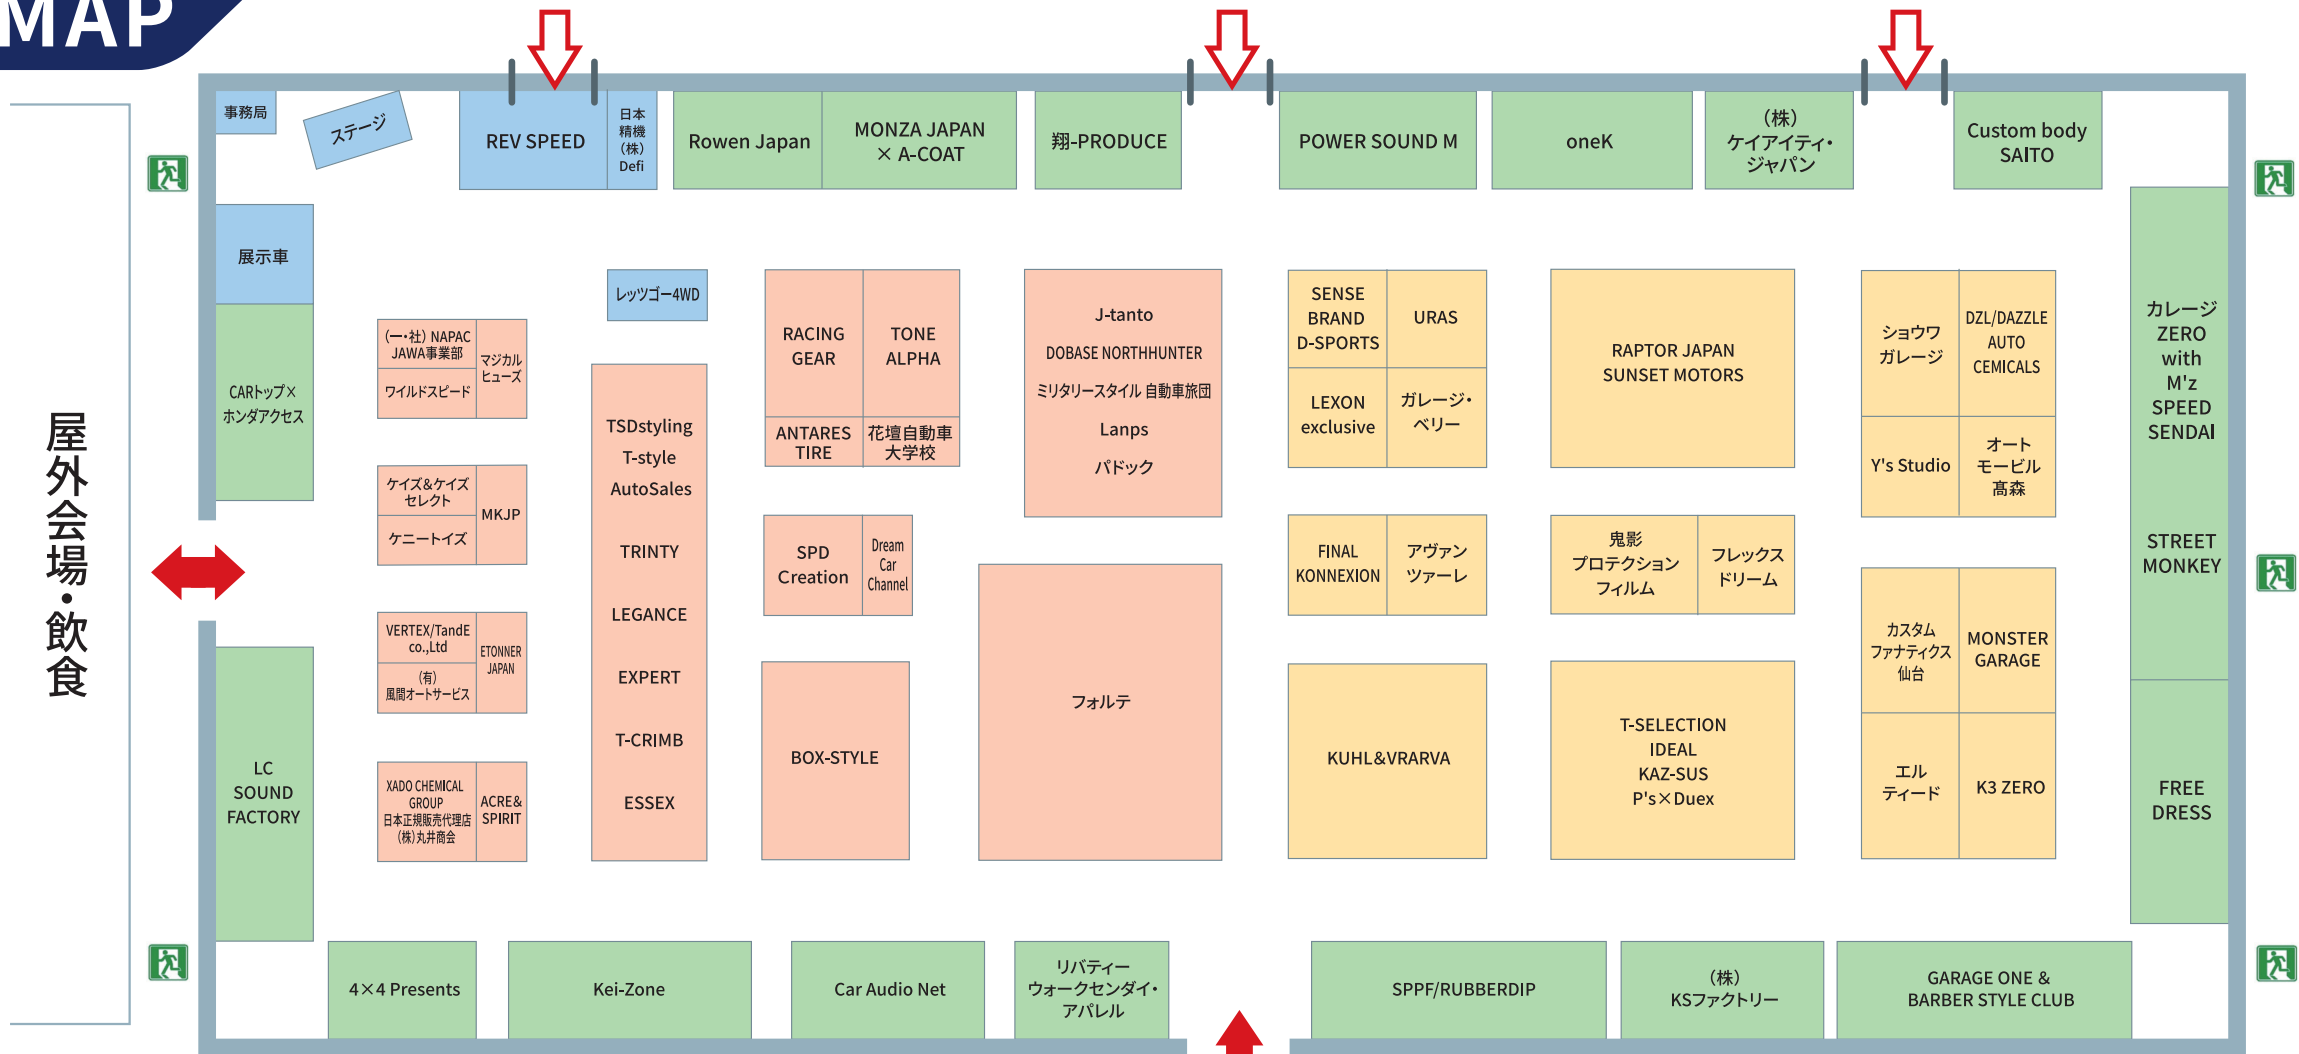 MAP
事務局
ステージ
REV SPEED
日本
精機
(株)
Defi
Rowen Japan
MONZA JAPAN
× A-COAT
翔-PRODUCE
POWER SOUND M
oneK
(株)
ケイアイティ・
ジャパン
Custom body
SAITO
展示車
CARトップ×
ホンダアクセス
LC
SOUND
FACTORY
屋外会場・飲食
(一・社) NAPAC
JAWA事業部
ワイルドスピード
マジカル
ヒューズ
ケイズ&ケイズ
セレクト
ケニートイズ
MKJP
VERTEX/TandE
co.,Ltd
(有)
風間オートサービス
ETONNER
JAPAN
XADO CHEMICAL
GROUP
日本正規販売代理店
(株)丸井商会
ACRE&
SPIRIT
レッツゴー4WD
TSDstyling
T-style
AutoSales
TRINTY
LEGANCE
EXPERT
T-CRIMB
ESSEX
RACING
GEAR
TONE
ALPHA
ANTARES
TIRE
花壇自動車
大学校
SPD
Creation
Dream
Car
Channel
BOX-STYLE
J-tanto
DOBASE NORTHHUNTER
ミリタリースタイル 自動車旅団
Lanps
パドック
フォルテ
SENSE
BRAND
D-SPORTS
URAS
LEXON
exclusive
ガレージ・
ベリー
FINAL
KONNEXION
アヴァン
ツァーレ
KUHL&VRARVA
RAPTOR JAPAN
SUNSET MOTORS
鬼影
プロテクション
フィルム
フレックス
ドリーム
T-SELECTION
IDEAL
KAZ-SUS
P's×Duex
ショウワ
ガレージ
DZL/DAZZLE
AUTO
CEMICALS
Y's Studio
オート
モービル
髙森
カスタム
ファナティクス
仙台
MONSTER
GARAGE
エル
ティード
K3 ZERO
カレージ
ZERO
with
M'z
SPEED
SENDAI
STREET
MONKEY
FREE
DRESS
4×4 Presents
Kei-Zone
Car Audio Net
リバティー
ウォークセンダイ・
アパレル
SPPF/RUBBERDIP
(株)
KSファクトリー
GARAGE ONE &
BARBER STYLE CLUB